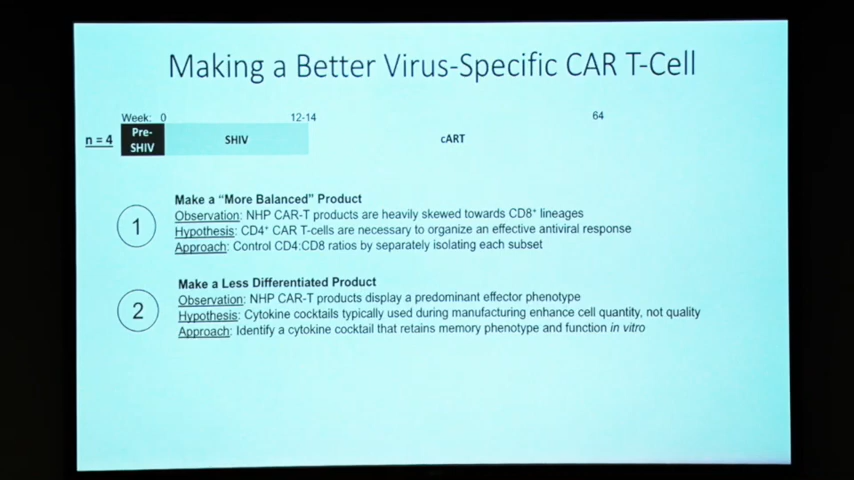 Making a Better Virus-Specific CAR T-Cell
Week: 0 12-14 64
n = 4 Pre-SHIV SHIV cART
Make a “More Balanced” Product
1 Observation: NHP CAR-T products are heavily skewed towards CD8⁺ lineages
Hypothesis: CD4⁺ CAR T-cells are necessary to organize an effective antiviral response
Approach: Control CD4:CD8 ratios by separately isolating each subset
Make a Less Differentiated Product
2 Observation: NHP CAR-T products display a predominant effector phenotype
Hypothesis: Cytokine cocktails typically used during manufacturing enhance cell quantity, not quality
Approach: Identify a cytokine cocktail that retains memory phenotype and function in vitro